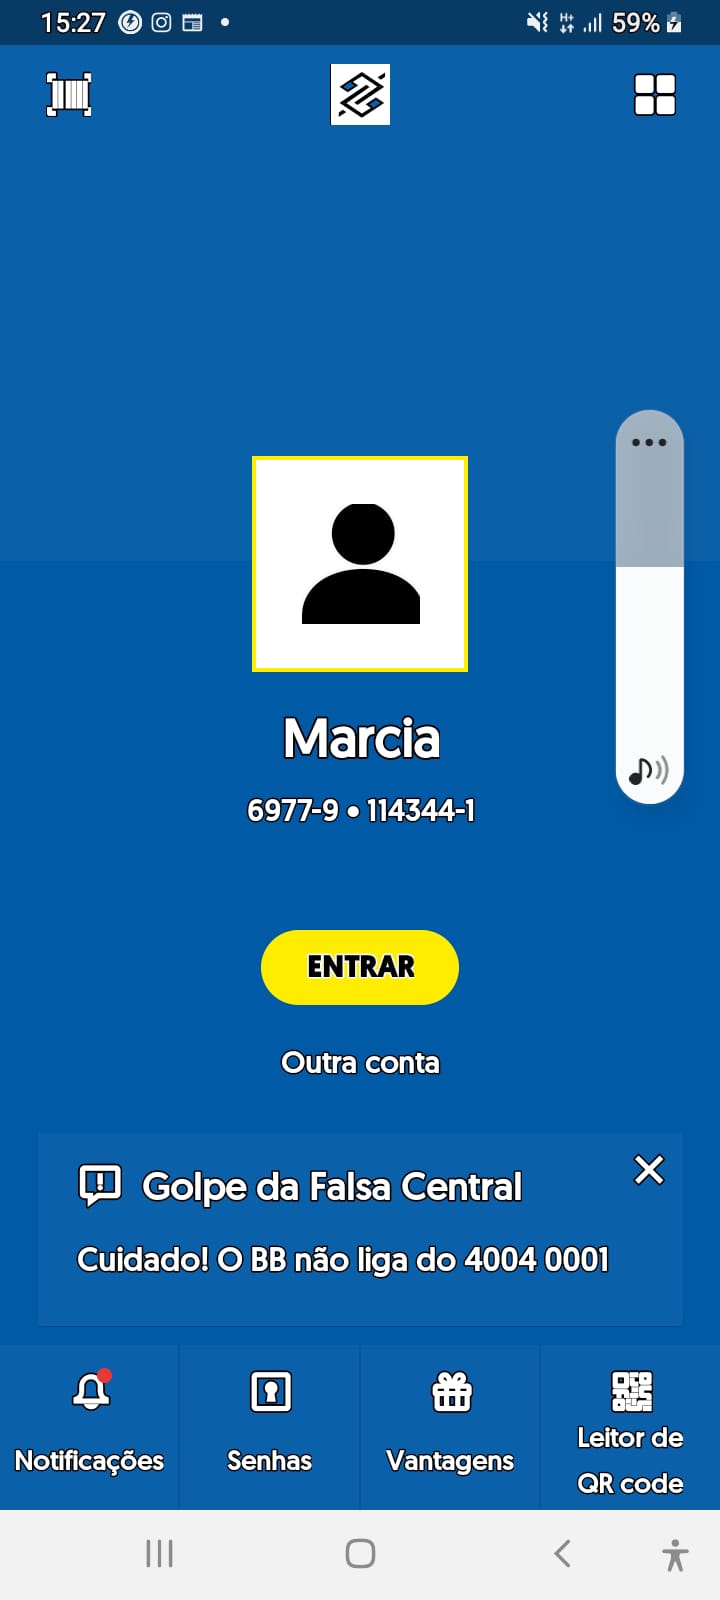 15:27
59%
Marcia
6977-9 • 114344-1
ENTRAR
Outra conta
Golpe da Falsa Central
Cuidado! O BB não liga do 4004 0001
Notificações
Senhas
Vantagens
Leitor de
QR code